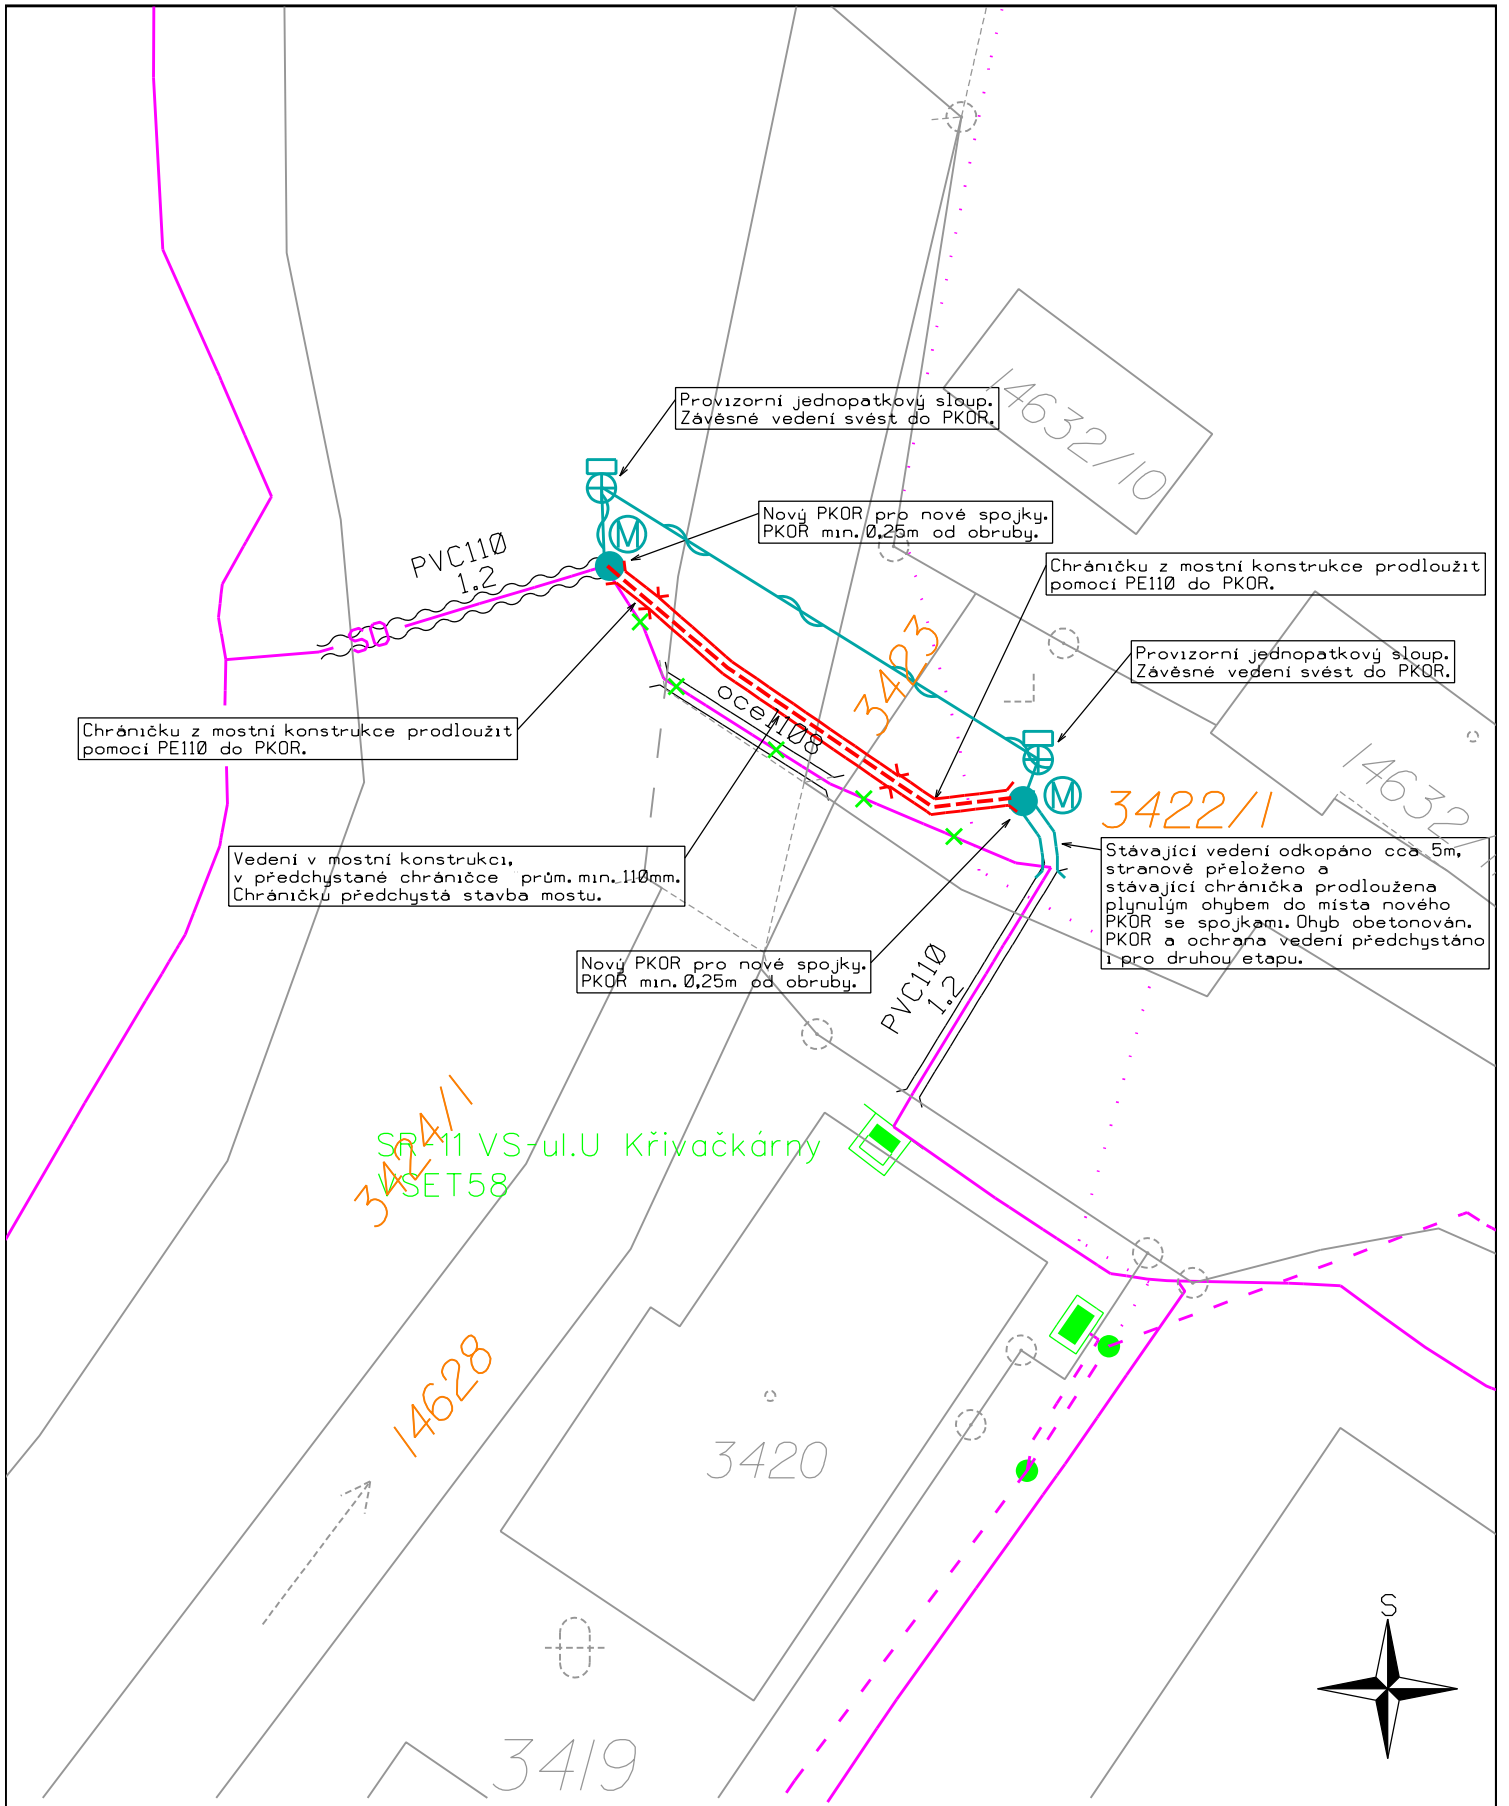 14632/10
Provizorní jednopatkový sloup.
Závěsné vedení svést do PKOR.
Nový PKOR pro nové spojky.
PKOR min. 0,25m od obruby.
M
PVC110
1.2
Chráničku z mostní konstrukce prodloužit
pomocí PE110 do PKOR.
SD
3423
Provizorní jednopatkový sloup.
Závěsné vedení svést do PKOR.
Chráničku z mostní konstrukce prodloužit
pomocí PE110 do PKOR.
ocel108
M
3422/1
Vedení v mostní konstrukci,
v předchystané chráničce prům. min. 110mm.
Chráničku předchystá stavba mostu.
Stávající vedení odkopáno cca 5m,
stranově přeloženo a
stávající chránička prodloužena
plynulým ohybem do místa nového
PKOR se spojkami. Ohyb obetonován.
PKOR a ochrana vedení předchystáno
i pro druhou etapu.
Nový PKOR pro nové spojky.
PKOR min. 0,25m od obruby.
PVC110
1.2
3424/1
SR-11 VS-ul.U Křivačkárny
VSET58
14628
3420
S
3419